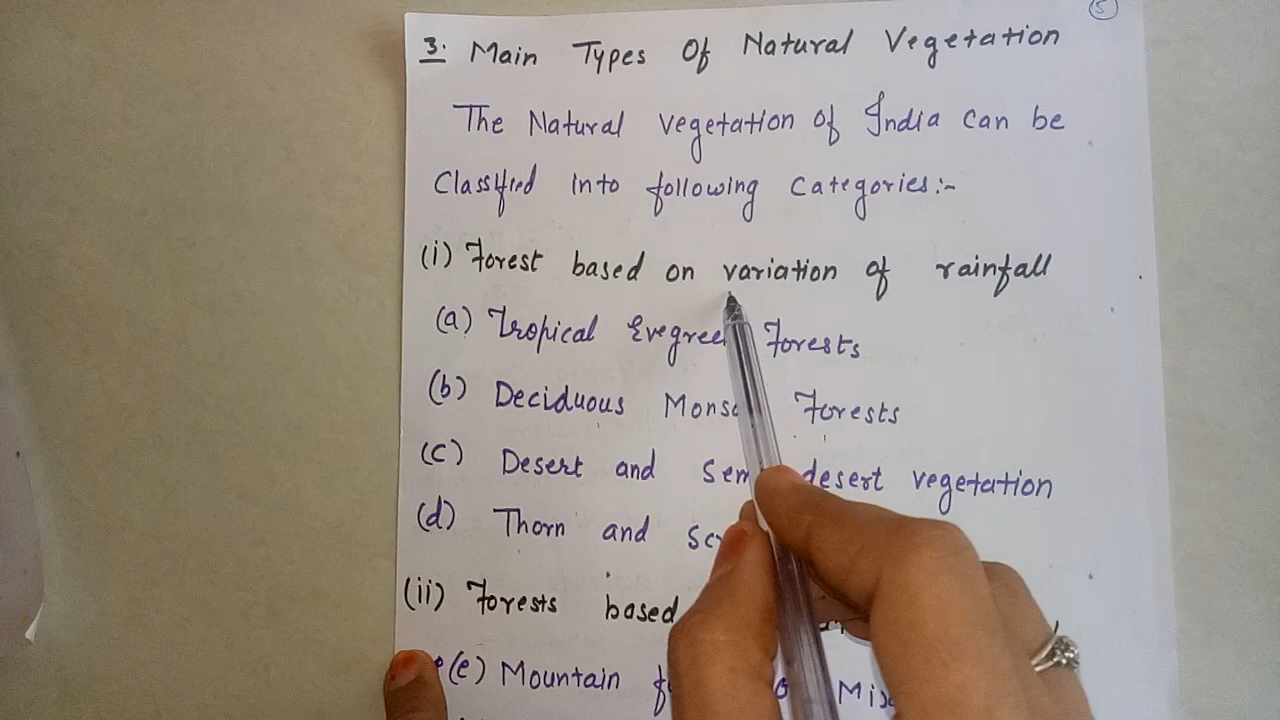 5
3. Main Types Of Natural Vegetation
The Natural vegetation of India can be
Classified into following Categories:-
(i) Forest based on variation of rainfall
(a) Tropical Evegree Forests
(b) Deciduous Forests
(c) Desert and desert vegetation
(d) Thorn and
(ii) Forests based
(e) Mountain